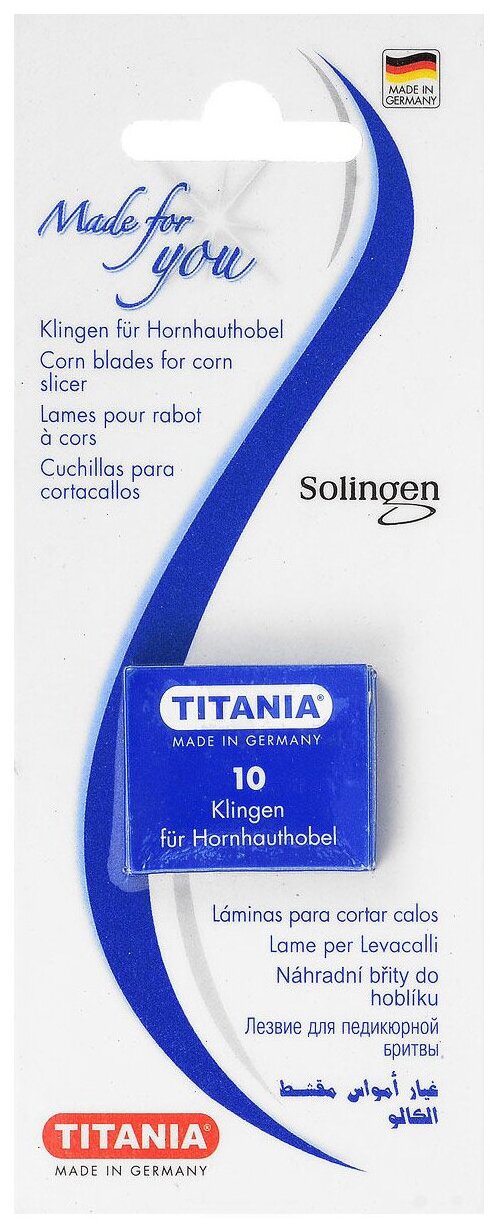 MADE IN
GERMANY
Made for
you
Klingen für Hornhauthobel
Corn blades for corn
slicer
Lames pour rabot
à cors
Cuchillas para
cortacallos
Solingen
TITANIA®
MADE IN GERMANY
10
Klingen
für Hornhauthobel
Láminas para cortar calos
Lame per Levacalli
Náhradní břity do
hoblíku
Лезвие для педикюрной
бритвы
غيار أمواس مقشط
الكالو
TITANIA®
MADE IN GERMANY